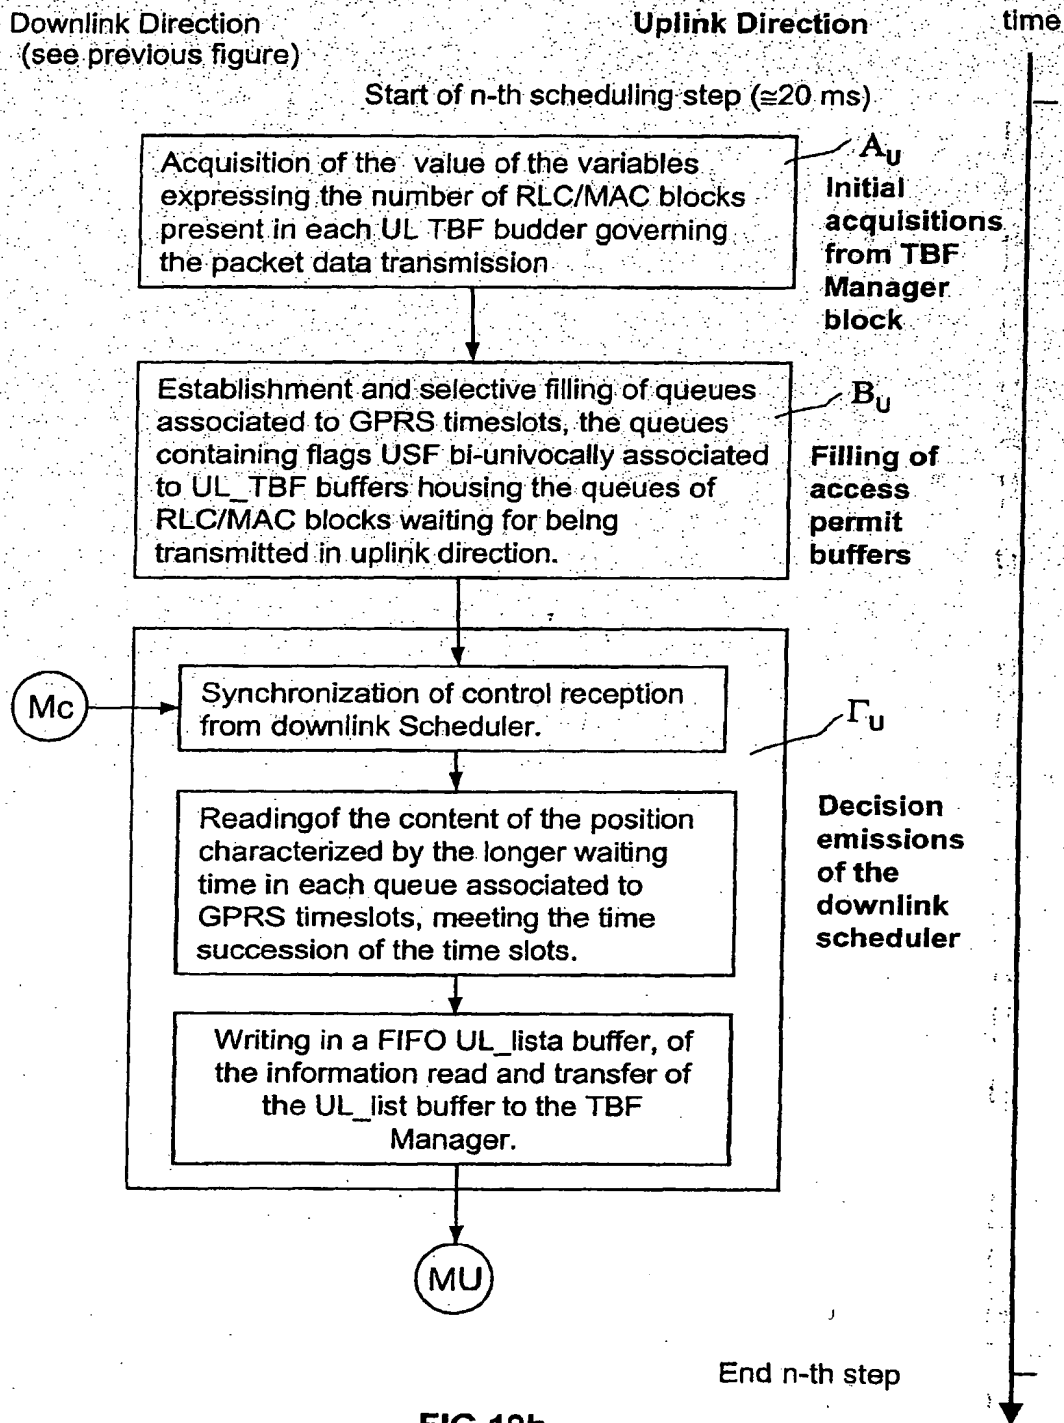 Downlink Direction
(see previous figure)
Uplink Direction
time
Start of n-th scheduling step (≅20 ms)
Acquisition of the value of the variables
expressing the number of RLC/MAC blocks
present in each UL TBF budder governing
the packet data transmission
A_U
Initial
acquisitions
from TBF
Manager
block
Establishment and selective filling of queues
associated to GPRS timeslots, the queues
containing flags USF bi-univocally associated
to UL_TBF buffers housing the queues of
RLC/MAC blocks waiting for being
transmitted in uplink direction.
B_U
Filling of
access
permit
buffers
Mc
Synchronization of control reception
from downlink Scheduler.
Γ_U
Readingof the content of the position
characterized by the longer waiting
time in each queue associated to
GPRS timeslots, meeting the time
succession of the time slots.
Decision
emissions
of the
downlink
scheduler
Writing in a FIFO UL_lista buffer, of
the information read and transfer of
the UL_list buffer to the TBF
Manager.
MU
End n-th step